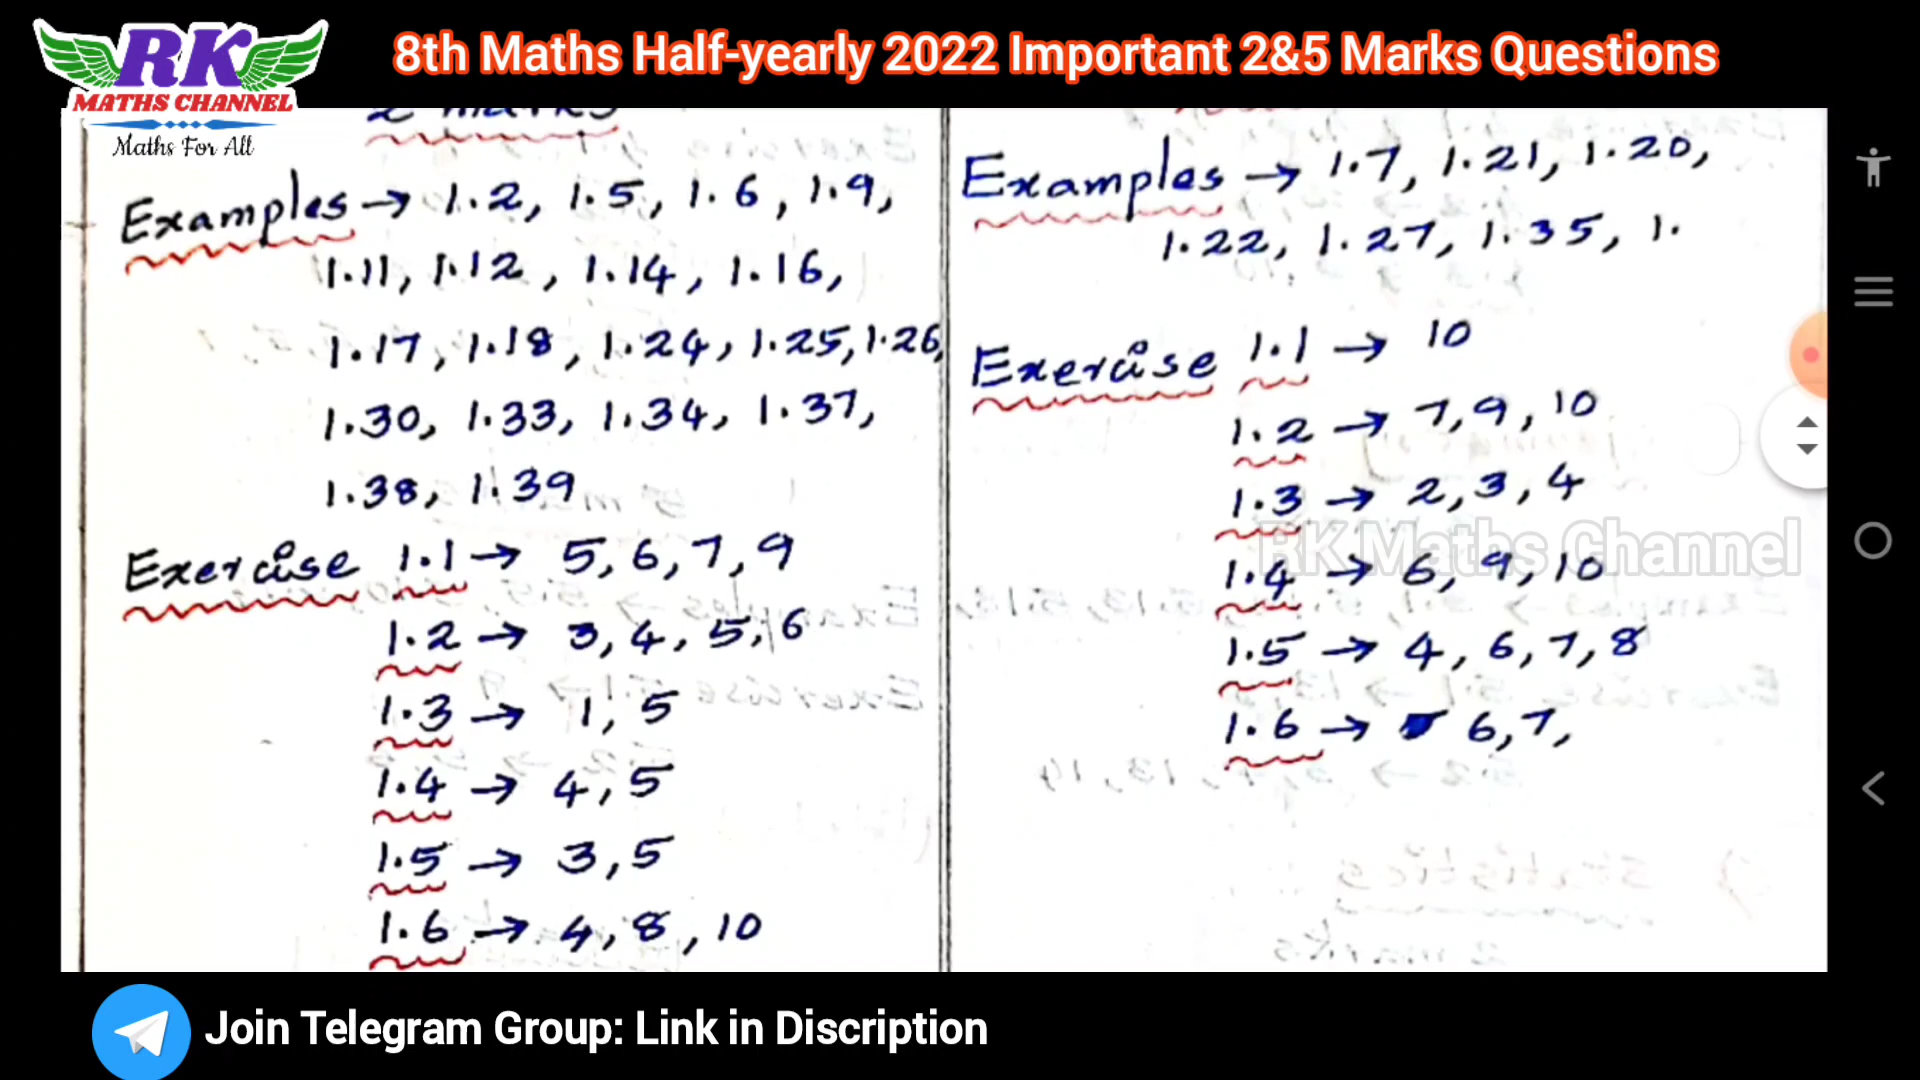 RK
MATHS CHANNEL
Maths For All
8th Maths Half-yearly 2022 Important 2&5 Marks Questions
2 marks
Examples → 1.2, 1.5, 1.6, 1.9,
1.11, 1.12, 1.14, 1.16,
1.17, 1.18, 1.24, 1.25, 1.26,
1.30, 1.33, 1.34, 1.37,
1.38, 1.39
Exercise 1.1 → 5, 6, 7, 9
1.2 → 3, 4, 5, 6
1.3 → 1, 5
1.4 → 4, 5
1.5 → 3, 5
1.6 → 4, 8, 10
Examples → 1.7, 1.21, 1.20,
1.22, 1.27, 1.35, 1.
Exercise 1.1 → 10
1.2 → 7, 9, 10
1.3 → 2, 3, 4
RK Maths Channel
1.4 → 6, 9, 10
1.5 → 4, 6, 7, 8
1.6 → 6, 7,
Join Telegram Group: Link in Discription